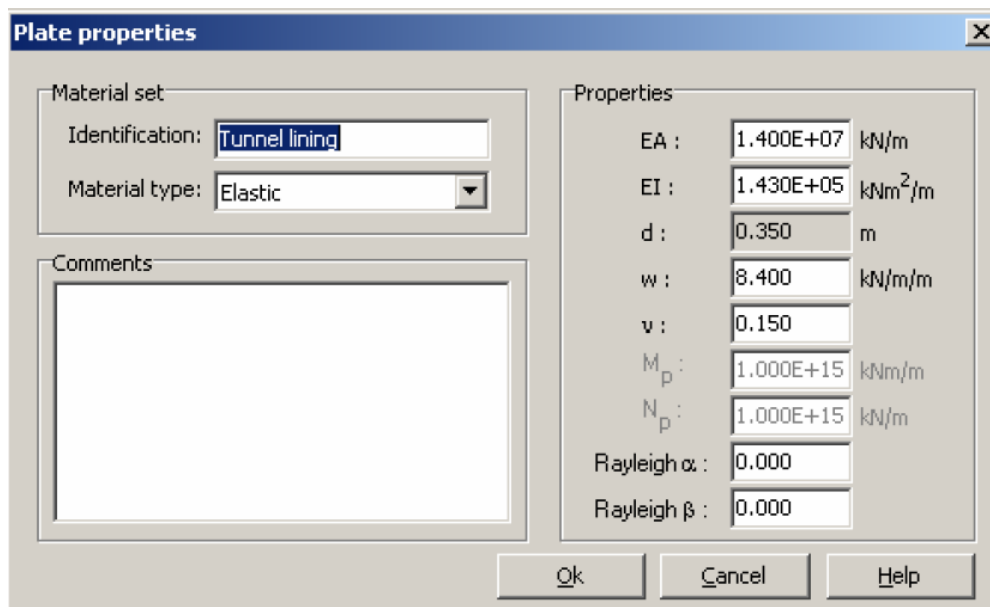 Plate properties
Material set
Identification: Tunnel lining
Material type: Elastic
Comments
Properties
EA : 1.400E+07 kN/m
EI : 1.430E+05 kNm²/m
d : 0.350 m
w : 8.400 kN/m/m
ν : 0.150
Mp : 1.000E+15 kNm/m
Np : 1.000E+15 kN/m
Rayleigh α : 0.000
Rayleigh β : 0.000
Ok Cancel Help